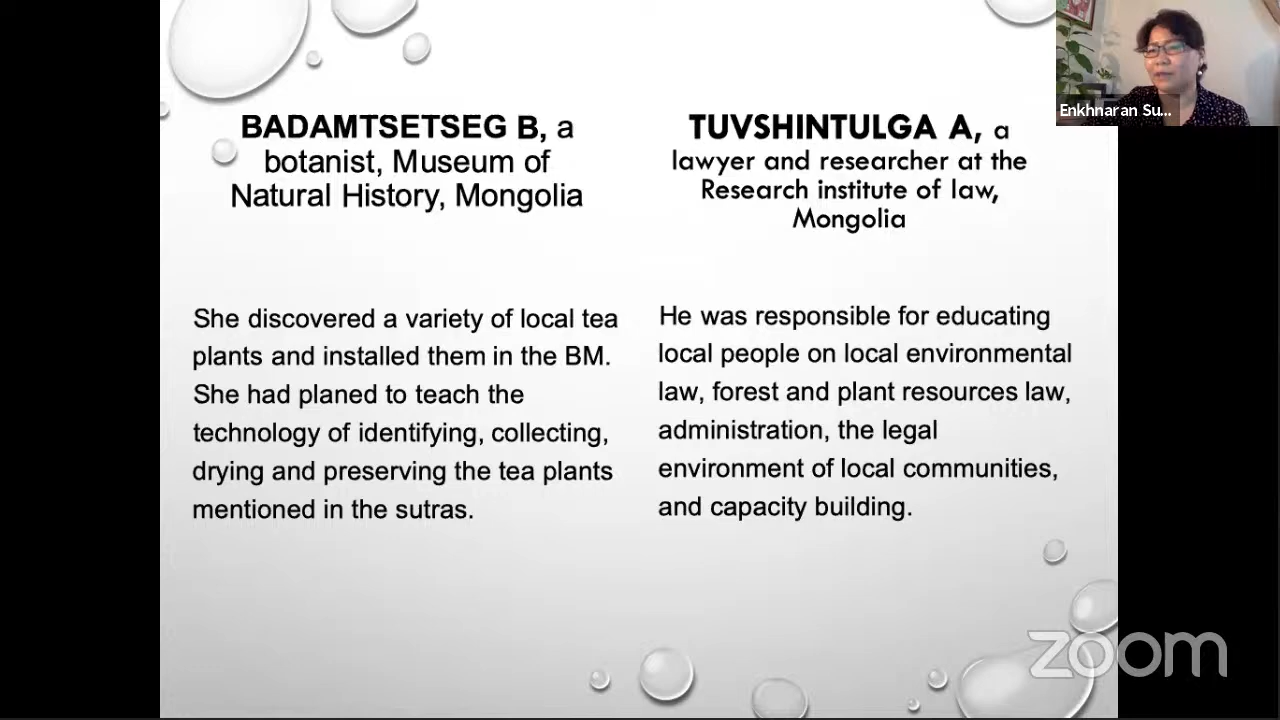 BADAMTSETSEG B, a
botanist, Museum of
Natural History, Mongolia
She discovered a variety of local tea
plants and installed them in the BM.
She had planed to teach the
technology of identifying, collecting,
drying and preserving the tea plants
mentioned in the sutras.
TUVSHINTULGA A, a
lawyer and researcher at the
Research institute of law,
Mongolia
He was responsible for educating
local people on local environmental
law, forest and plant resources law,
administration, the legal
environment of local communities,
and capacity building.
Enkhnaran Su...
zoom